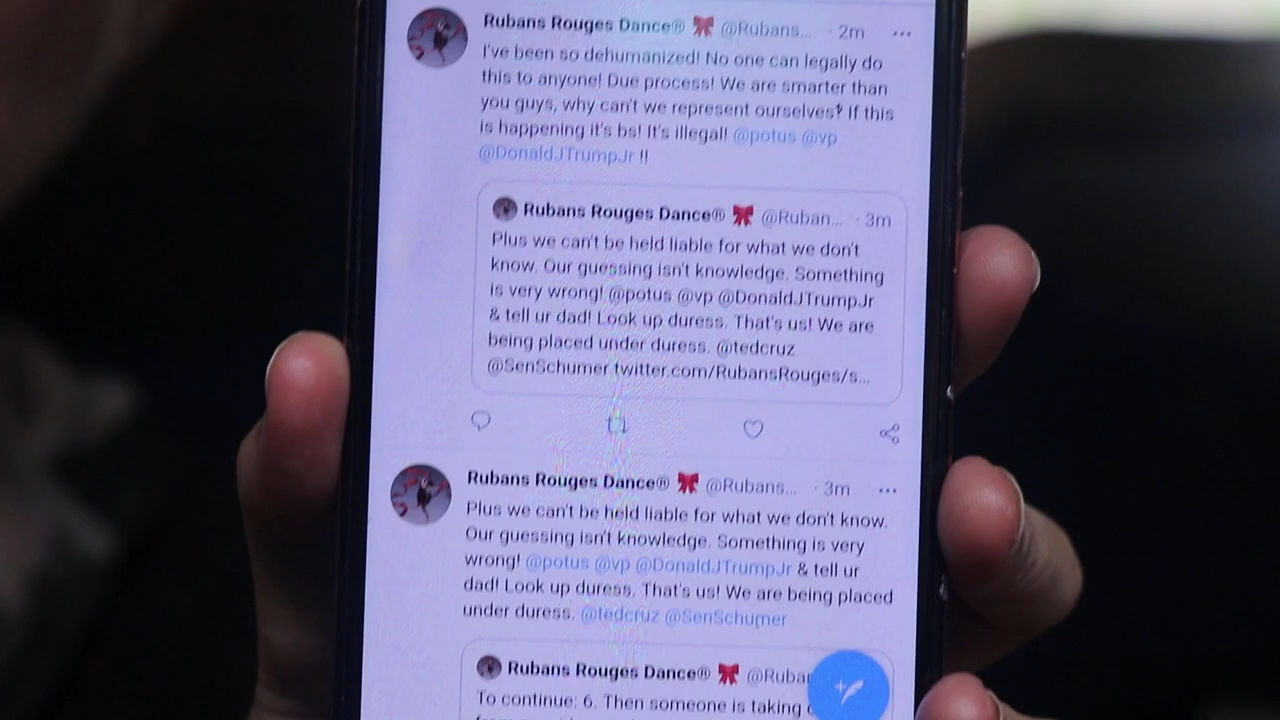 Rubans Rouges Dance® 🎀 @Rubans... · 2m ...
I've been so dehumanized! No one can legally do
this to anyone! Due process! We are smarter than
you guys, why can't we represent ourselves‽ If this
is happening it's bs! It's illegal! @potus @vp
@DonaldJTrumpJr !!
Rubans Rouges Dance® 🎀 @Ruban... · 3m
Plus we can't be held liable for what we don't
know. Our guessing isn't knowledge. Something
is very wrong! @potus @vp @DonaldJTrumpJr
& tell ur dad! Look up duress. That's us! We are
being placed under duress. @tedcruz
@SenSchumer twitter.com/RubansRouges/s...
Rubans Rouges Dance® 🎀 @Rubans... · 3m ...
Plus we can't be held liable for what we don't know.
Our guessing isn't knowledge. Something is very
wrong! @potus @vp @DonaldJTrumpJr & tell ur
dad! Look up duress. That's us! We are being placed
under duress. @tedcruz @SenSchumer
Rubans Rouges Dance® 🎀 @Ruba
To continue: 6. Then someone is taking